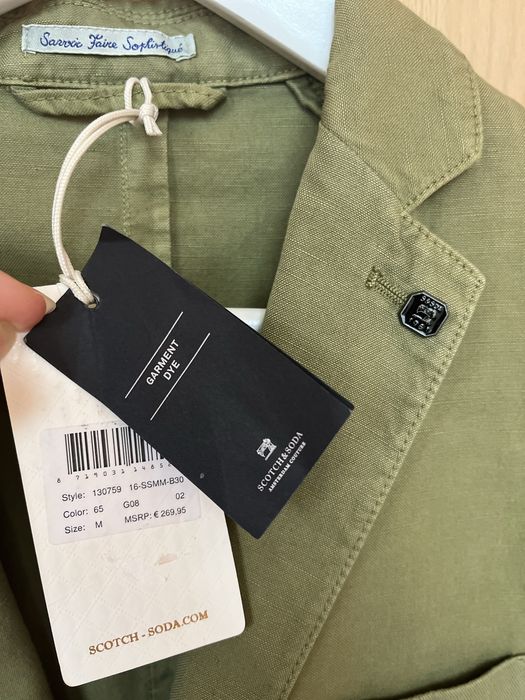 Savoir Faire Sophistiqué
GARMENT
DYE
SCOTCH&SODA
AMSTERDAM COUTURE
Style: 130759 16-SSMM-B30
Color: 65 G08 02
Size: M MSRP: € 269,95
SCOTCH - SODA.COM